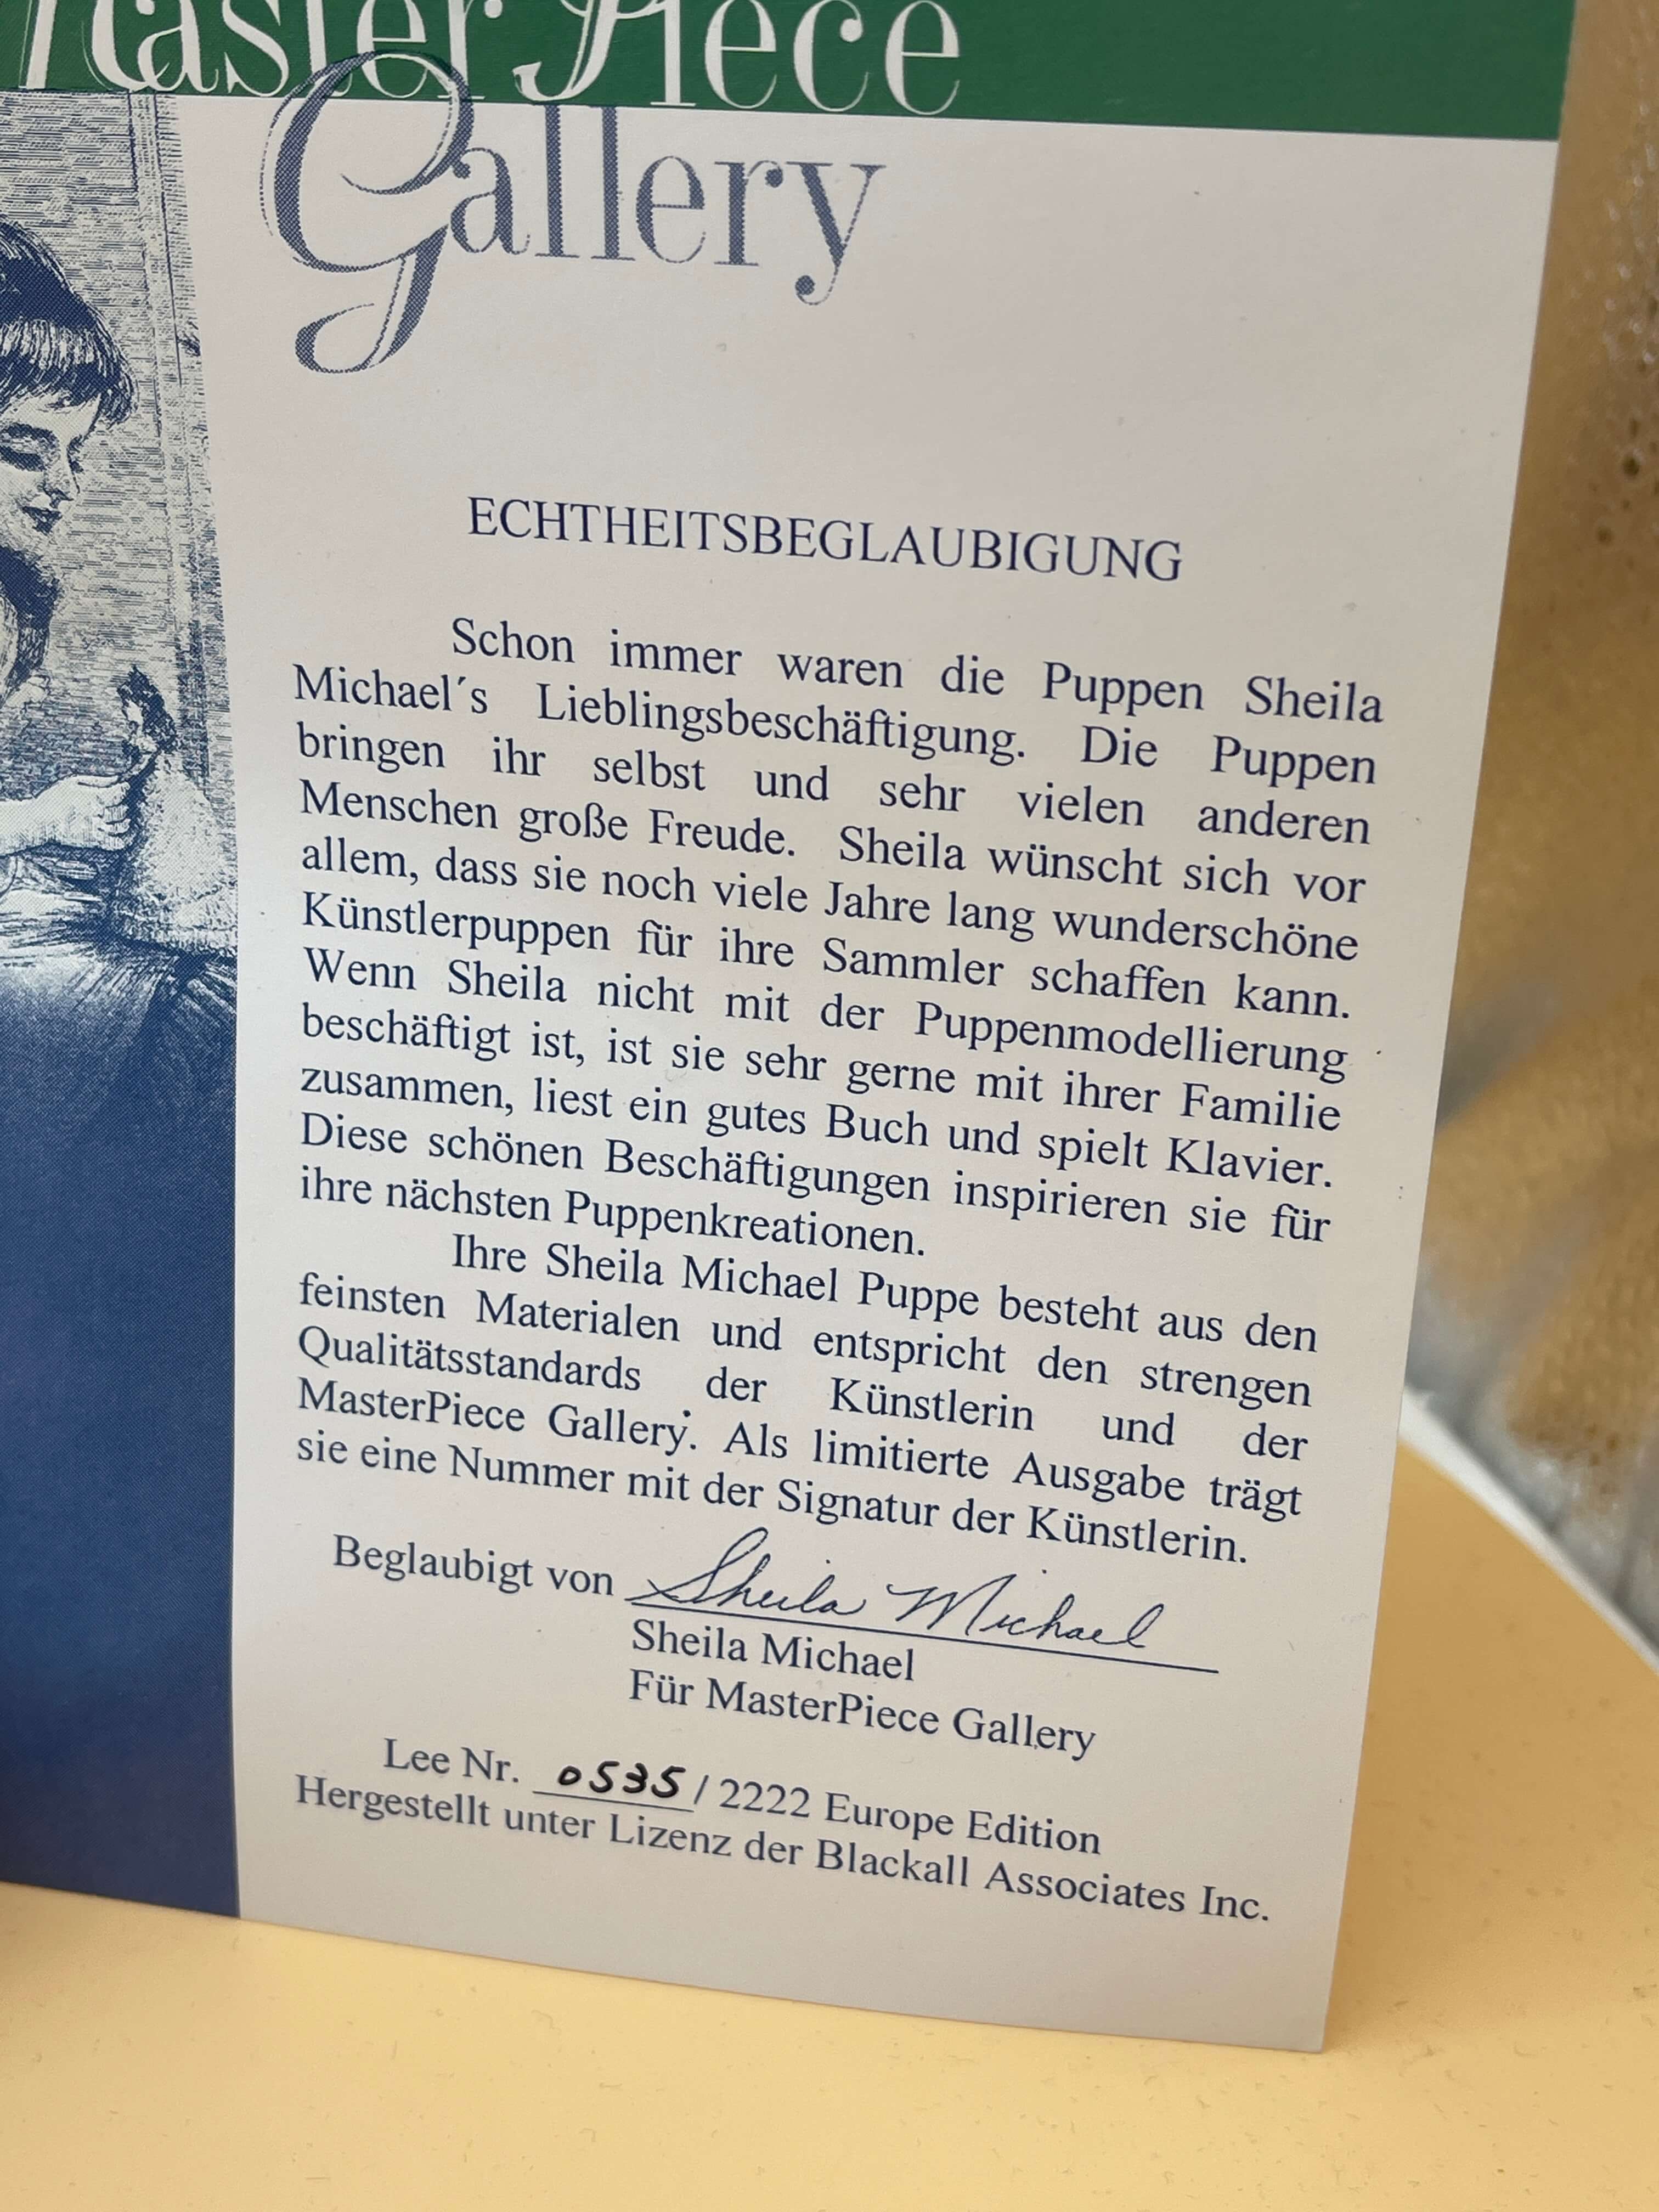 Master Piece
Gallery
ECHTHEITSBEGLAUBIGUNG
Schon immer waren die Puppen Sheila
Michael´s Lieblingsbeschäftigung. Die Puppen
bringen ihr selbst und sehr vielen anderen
Menschen große Freude. Sheila wünscht sich vor
allem, dass sie noch viele Jahre lang wunderschöne
Künstlerpuppen für ihre Sammler schaffen kann.
Wenn Sheila nicht mit der Puppenmodellierung
beschäftigt ist, ist sie sehr gerne mit ihrer Familie
zusammen, liest ein gutes Buch und spielt Klavier.
Diese schönen Beschäftigungen inspirieren sie für
ihre nächsten Puppenkreationen.
Ihre Sheila Michael Puppe besteht aus den
feinsten Materialen und entspricht den strengen
Qualitätsstandards der Künstlerin und der
MasterPiece Gallery. Als limitierte Ausgabe trägt
sie eine Nummer mit der Signatur der Künstlerin.
Beglaubigt von Sheila Michael
Sheila Michael
Für MasterPiece Gallery
Lee Nr. 0535 / 2222 Europe Edition
Hergestellt unter Lizenz der Blackall Associates Inc.